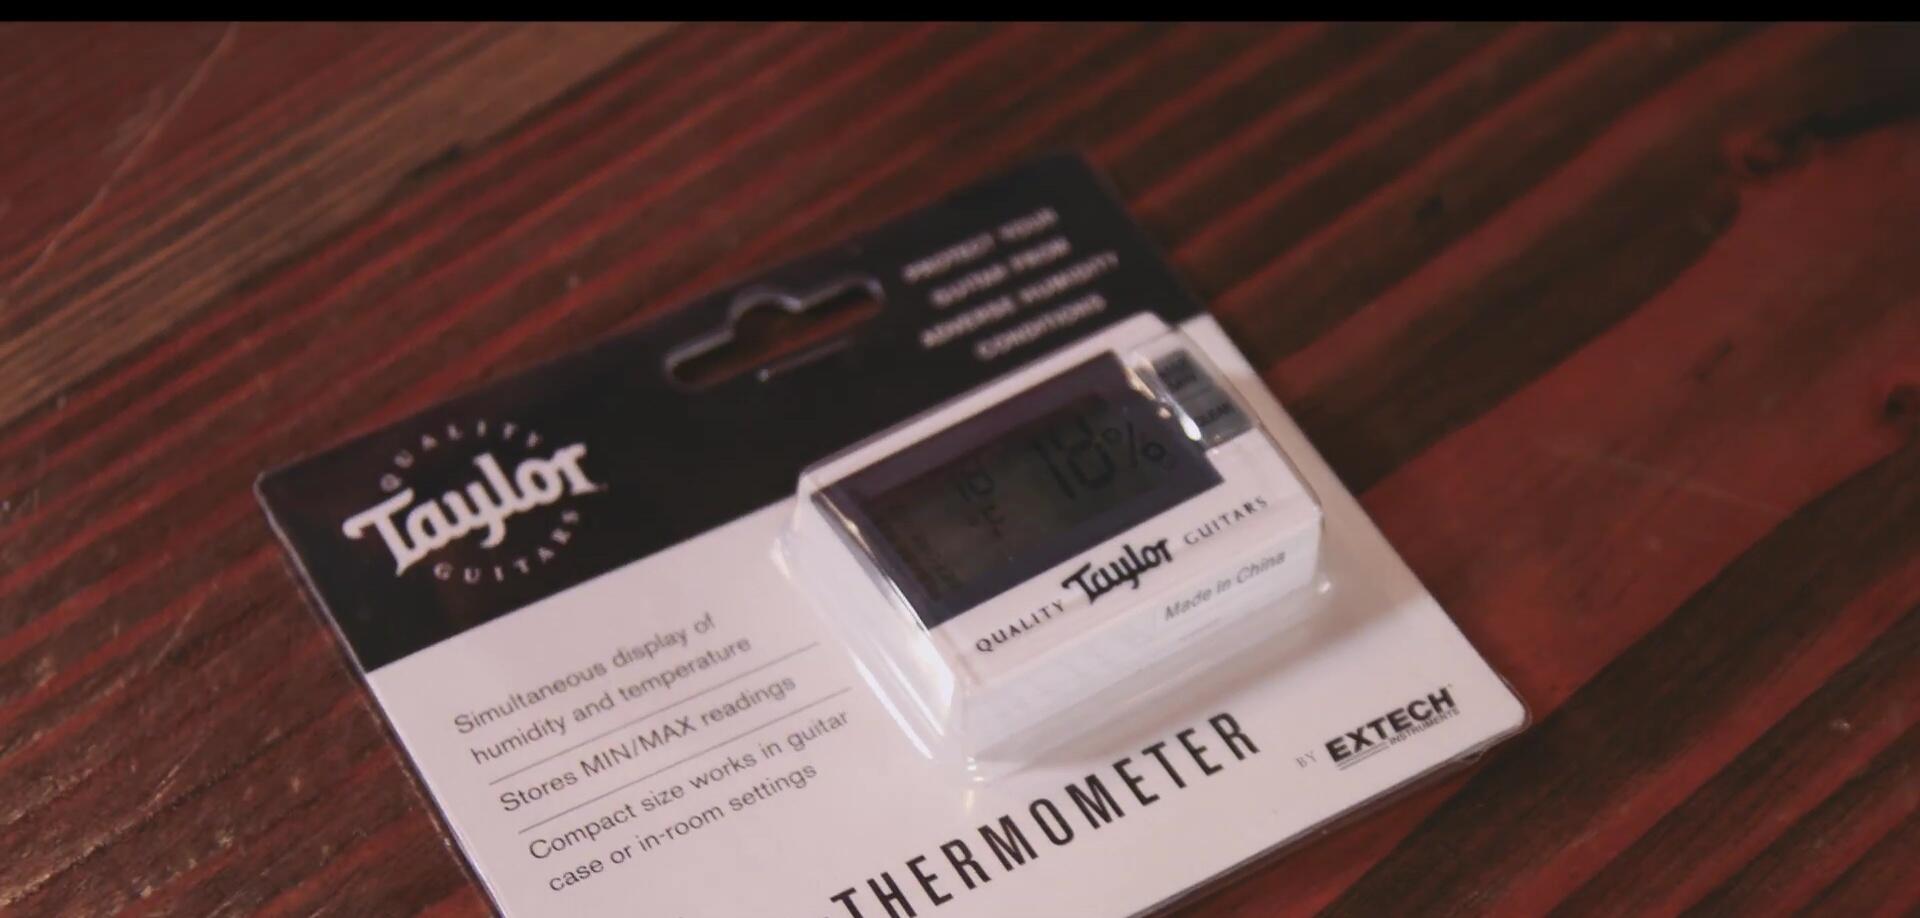 PROTECT YOUR
GUITAR FROM
ADVERSE HUMIDITY
CONDITIONS
QUALITY
Taylor
GUITARS
%
QUALITY Taylor GUITARS
Made in China
Simultaneous display of
humidity and temperature
Stores MIN/MAX readings
Compact size works in guitar
case or in-room settings
THERMOMETER
BY EXTECH
INSTRUMENTS